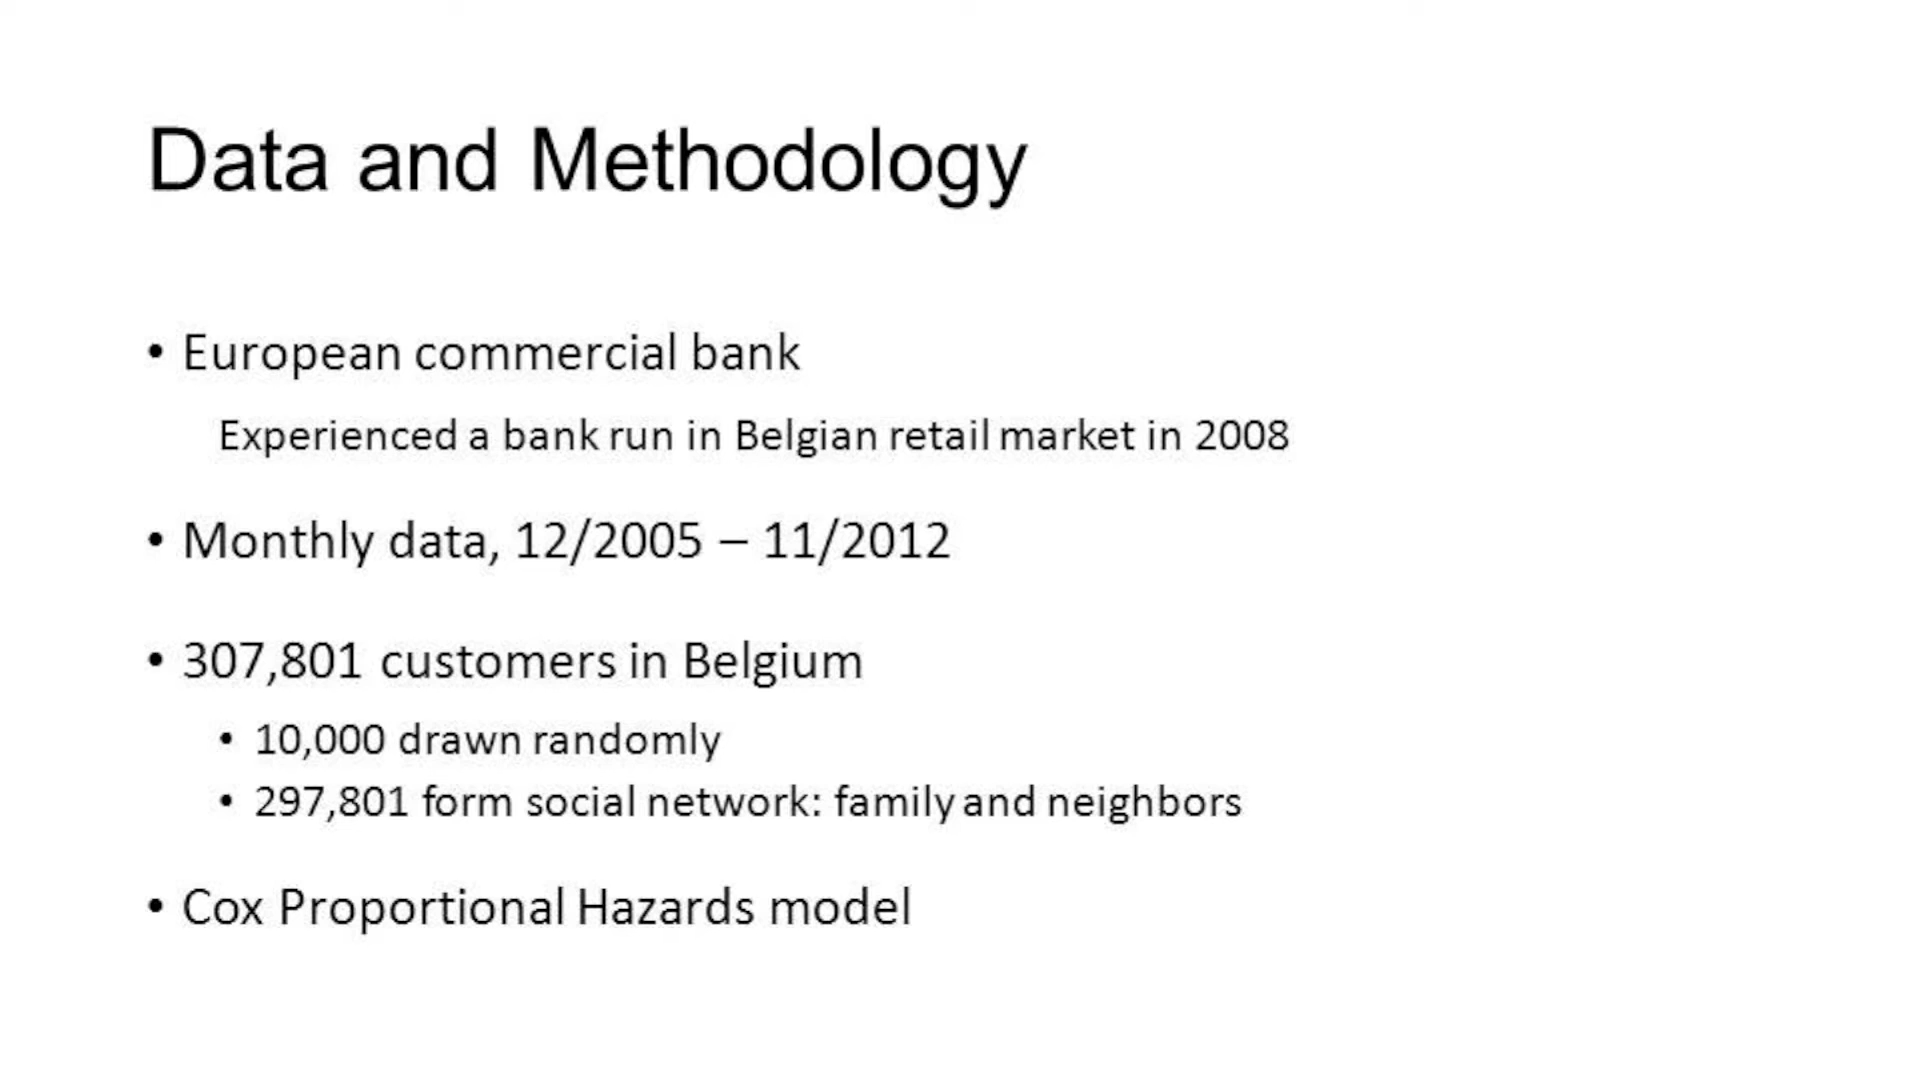 Data and Methodology
• European commercial bank
Experienced a bank run in Belgian retail market in 2008
• Monthly data, 12/2005 – 11/2012
• 307,801 customers in Belgium
• 10,000 drawn randomly
• 297,801 form social network: family and neighbors
• Cox Proportional Hazards model